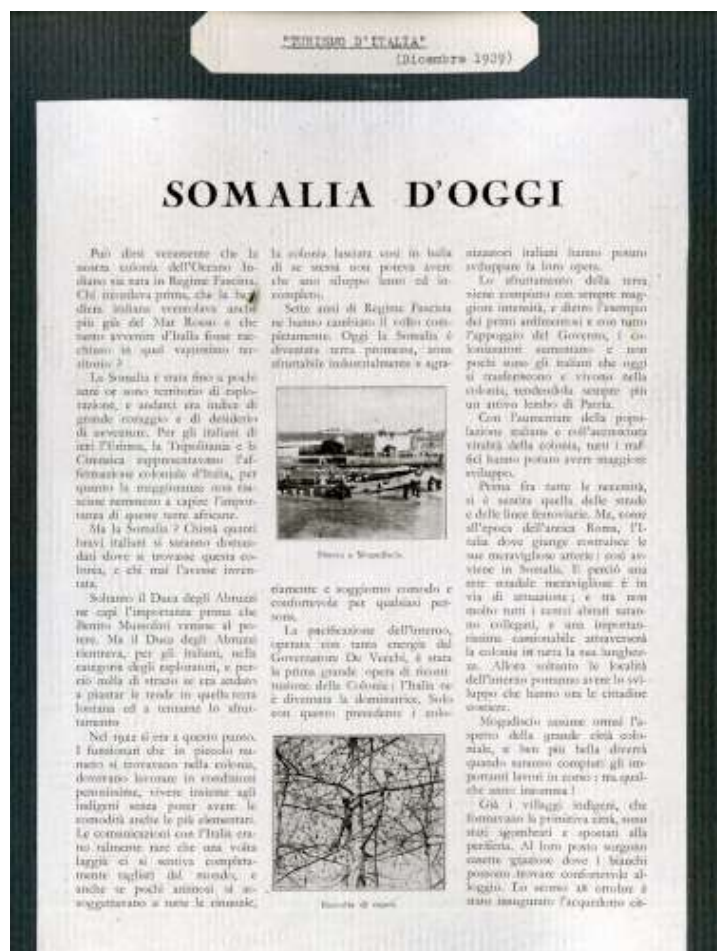 "TURISMO D'ITALIA"
(Dicembre 1929)
SOMALIA D'OGGI
Può dirsi veramente che la
nostra colonia dell'Oceano In-
diano sia nata in Regime Fascista.
Chi ricordava prima, che la ban-
diera italiana sventolava anche
più giù del Mar Rosso e che
tanto avvenire d'Italia fosse rac-
chiuso in quel vastissimo ter-
ritorio ?
La Somalia è stata fino a pochi
anni or sono territorio di esplo-
razione, e andarci era indice di
grande coraggio e di desiderio
di avventure. Per gli italiani di
ieri l'Eritrea, la Tripolitania e la
Cirenaica rappresentavano l'af-
fermazione coloniale d'Italia, per
quanto la maggioranza non riu-
scisse nemmeno a capire l'impor-
tanza di queste terre africane.
Ma la Somalia ? Chissà quanti
bravi italiani si saranno doman-
dati dove si trovasse questa co-
lonia, e chi mai l'avesse inven-
tata.
Soltanto il Duca degli Abruzzi
ne capì l'importanza prima che
Benito Mussolini venisse al po-
tere. Ma il Duca degli Abruzzi
rientrava, per gli italiani, nella
categoria degli esploratori, e per-
ciò nulla di strano se era andato
a piantar le tende in quella terra
lontana ed a tentarne lo sfrut-
tamento.
Nel 1922 si era a questo punto.
I funzionari che in piccolo nu-
mero si trovavano nella colonia,
dovevano lavorare in condizioni
penosissime, vivere insieme agli
indigeni senza poter avere le
comodità anche le più elementari.
Le comunicazioni con l'Italia era-
no talmente rare che una volta
laggiù ci si sentiva completa-
mente tagliati dal mondo, e
anche se pochi animosi si as-
soggettavano a tutte le rinunzie,
la colonia lasciata così in balia
di se stessa non poteva avere
che uno sviluppo lento ed in-
completo.
Sette anni di Regime Fascista
ne hanno cambiato il volto com-
pletamente. Oggi la Somalia è
diventata terra promessa, zona
sfruttabile industrialmente e agra-
Mogadiscio.
riamente e soggiorno comodo e
confortevole per qualsiasi per-
sona.
La pacificazione dell'interno,
operata con tanta energia dal
Governatore De Vecchi, è stata
la prima grande opera di ricosti-
tuzione della Colonia : l'Italia ne
è diventata la dominatrice. Solo
con questo precedente i colo-
Raccolta di
nizzatori italiani hanno potuto
sviluppare la loro opera.
Lo sfruttamento della terra
viene compiuto con sempre mag-
giore intensità, e dietro l'esempio
dei primi ardimentosi e con tutto
l'appoggio del Governo, i co-
lonizzatori aumentano e non
pochi sono gli italiani che oggi
si trasferiscono e vivono nella
colonia, rendendola sempre più
un attivo lembo di Patria.
Con l'aumentare della popo-
lazione italiana e coll'accresciuta
vitalità della colonia, tutti i traf-
fici hanno potuto avere maggiore
sviluppo.
Prima fra tutte le necessità,
si è sentita quella delle strade
e delle linee ferroviarie. Ma, come
all'epoca dell'antica Roma, l'I-
talia dove giunge costruisce le
sue meravigliose arterie : così av-
viene in Somalia. E perciò una
rete stradale meravigliosa è in
via di attuazione ; e tra non
molto tutti i centri abitati saran-
no collegati, e una importan-
tissima camionabile attraverserà
la colonia in tutta la sua lunghez-
za. Allora soltanto le località
dell'interno potranno avere lo svi-
luppo che hanno ora le cittadine
costiere.
Mogadiscio assume ormai l'a-
spetto della grande città colo-
niale, e ben più bella diverrà
quando saranno compiuti gli im-
portanti lavori in corso : tra qual-
che anno insomma !
Già i villaggi indigeni, che
formavano la primitiva città, sono
stati sgomberati e spostati alla
periferia. Al loro posto sorgono
casette graziose dove i bianchi
possono trovare confortevole al-
loggio. Lo scorso 28 ottobre è
stato inaugurato l'acquedotto cit-